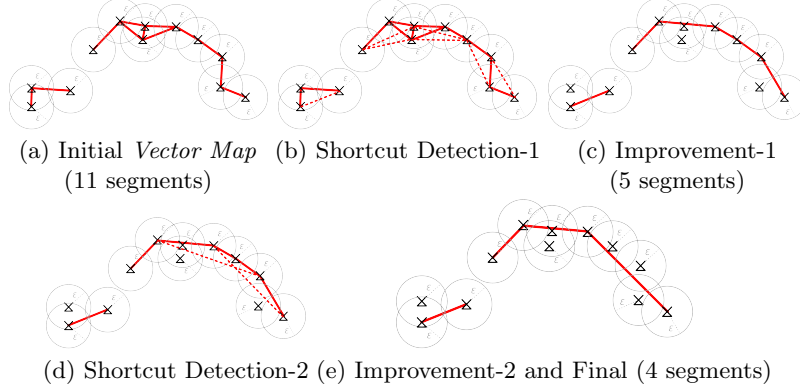 (a) Initial Vector Map (b) Shortcut Detection-1 (c) Improvement-1
(11 segments) (5 segments)
(d) Shortcut Detection-2 (e) Improvement-2 and Final (4 segments)